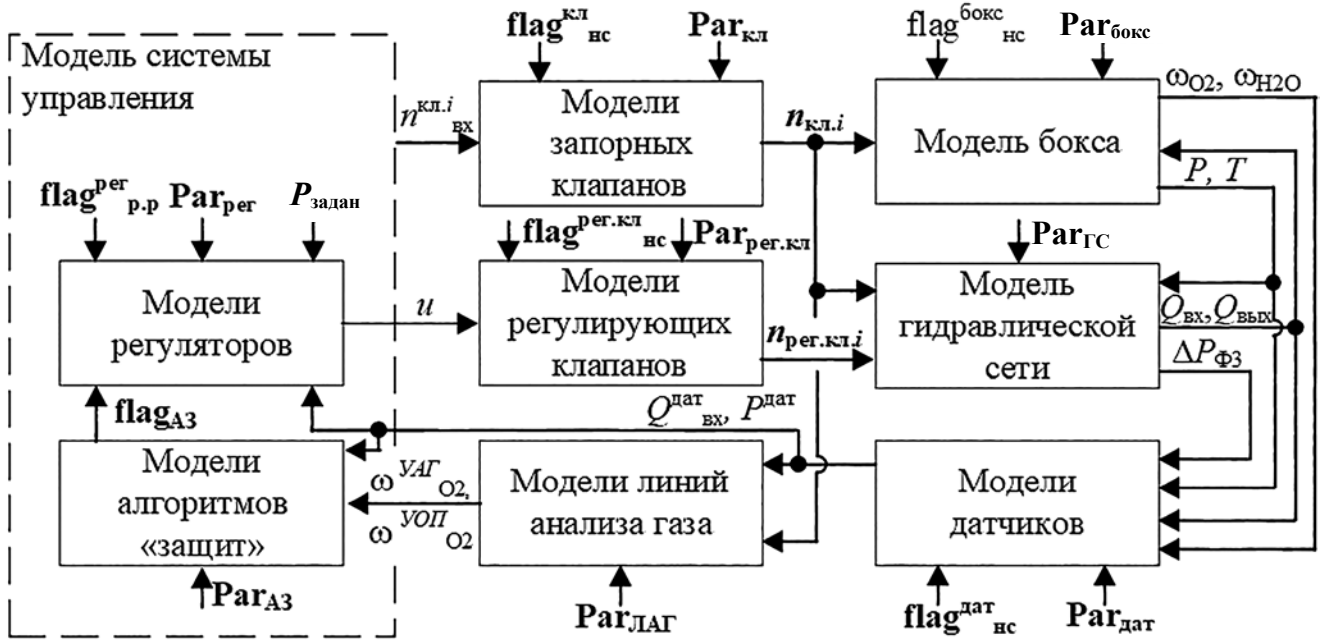 Модель системы
управления
flag^кл_нс
Par_кл
flag^бокс_нс
Par_бокс
n^кл.i_вх
Модели
запорных
клапанов
n_кл.i
Модель бокса
ω_O2, ω_H2O
P, T
flag^рег_р.р
Par_рег
P_задан
flag^рег.кл_нс
Par_рег.кл
Par_ГС
Модели
регуляторов
u
Модели
регулирующих
клапанов
n_рег.кл.i
Модель
гидравлической
сети
Q_вх, Q_вых
ΔP_ФЗ
flag_АЗ
Q^дат_вх, P^дат
Модели
алгоритмов
«защит»
ω^УАГ_O2,
ω^УОП_O2
Модели линий
анализа газа
Модели
датчиков
Par_АЗ
Par_ЛАГ
flag^дат_нс
Par_дат